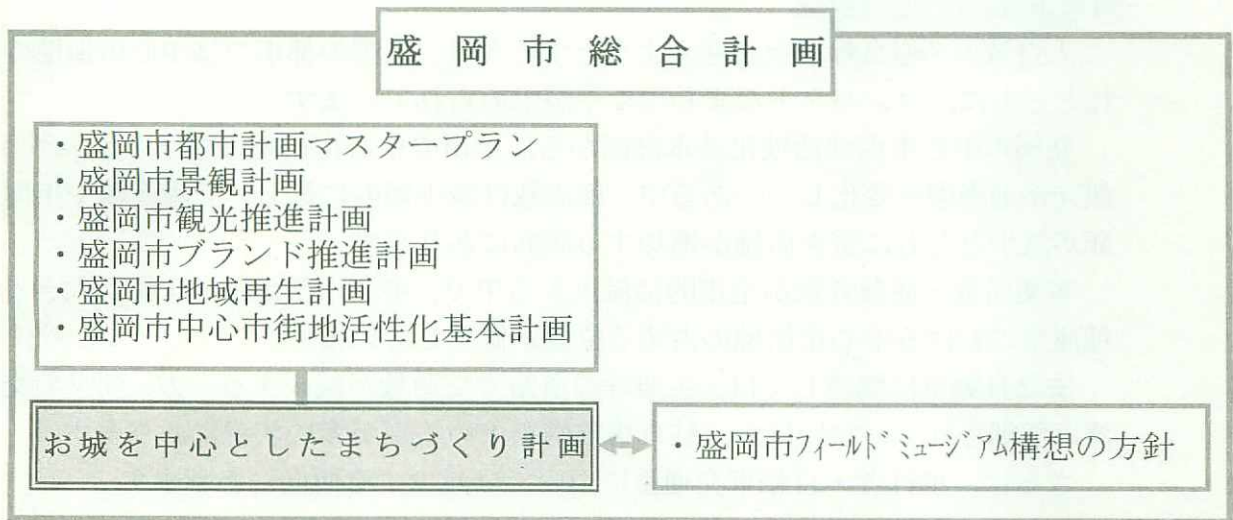 盛岡市総合計画
・盛岡市都市計画マスタープラン
・盛岡市景観計画
・盛岡市観光推進計画
・盛岡市ブランド推進計画
・盛岡市地域再生計画
・盛岡市中心市街地活性化基本計画
お城を中心としたまちづくり計画
・盛岡市フィールドミュージアム構想の方針